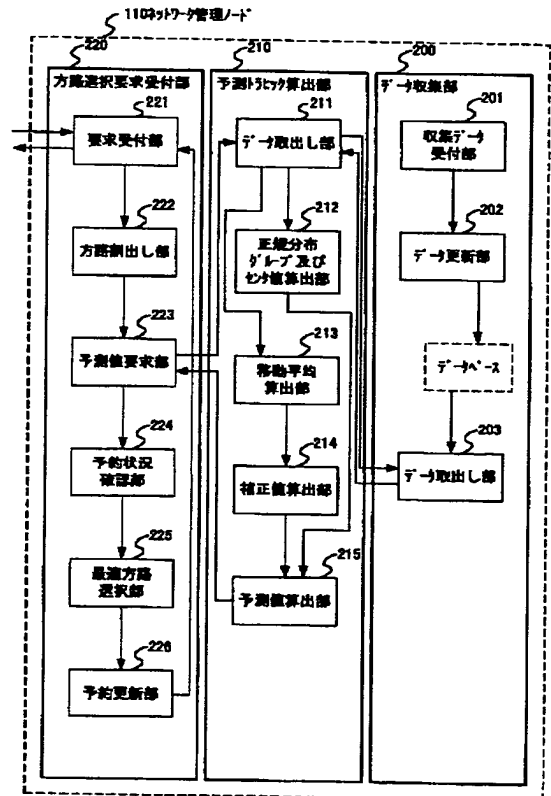 110ネットワーク管理ノード
220
方路選択要求受付部
221
要求受付部
222
方路割出し部
223
予測値要求部
224
予約状況
確認部
225
最適方路
選択部
226
予約更新部
210
予測トラヒック算出部
211
データ取出し部
212
正規分布
グループ及び
センタ値算出部
213
移動平均
算出部
214
補正値算出部
215
予測値算出部
200
データ収集部
201
収集データ
受付部
202
データ更新部
データベース
203
データ取出し部